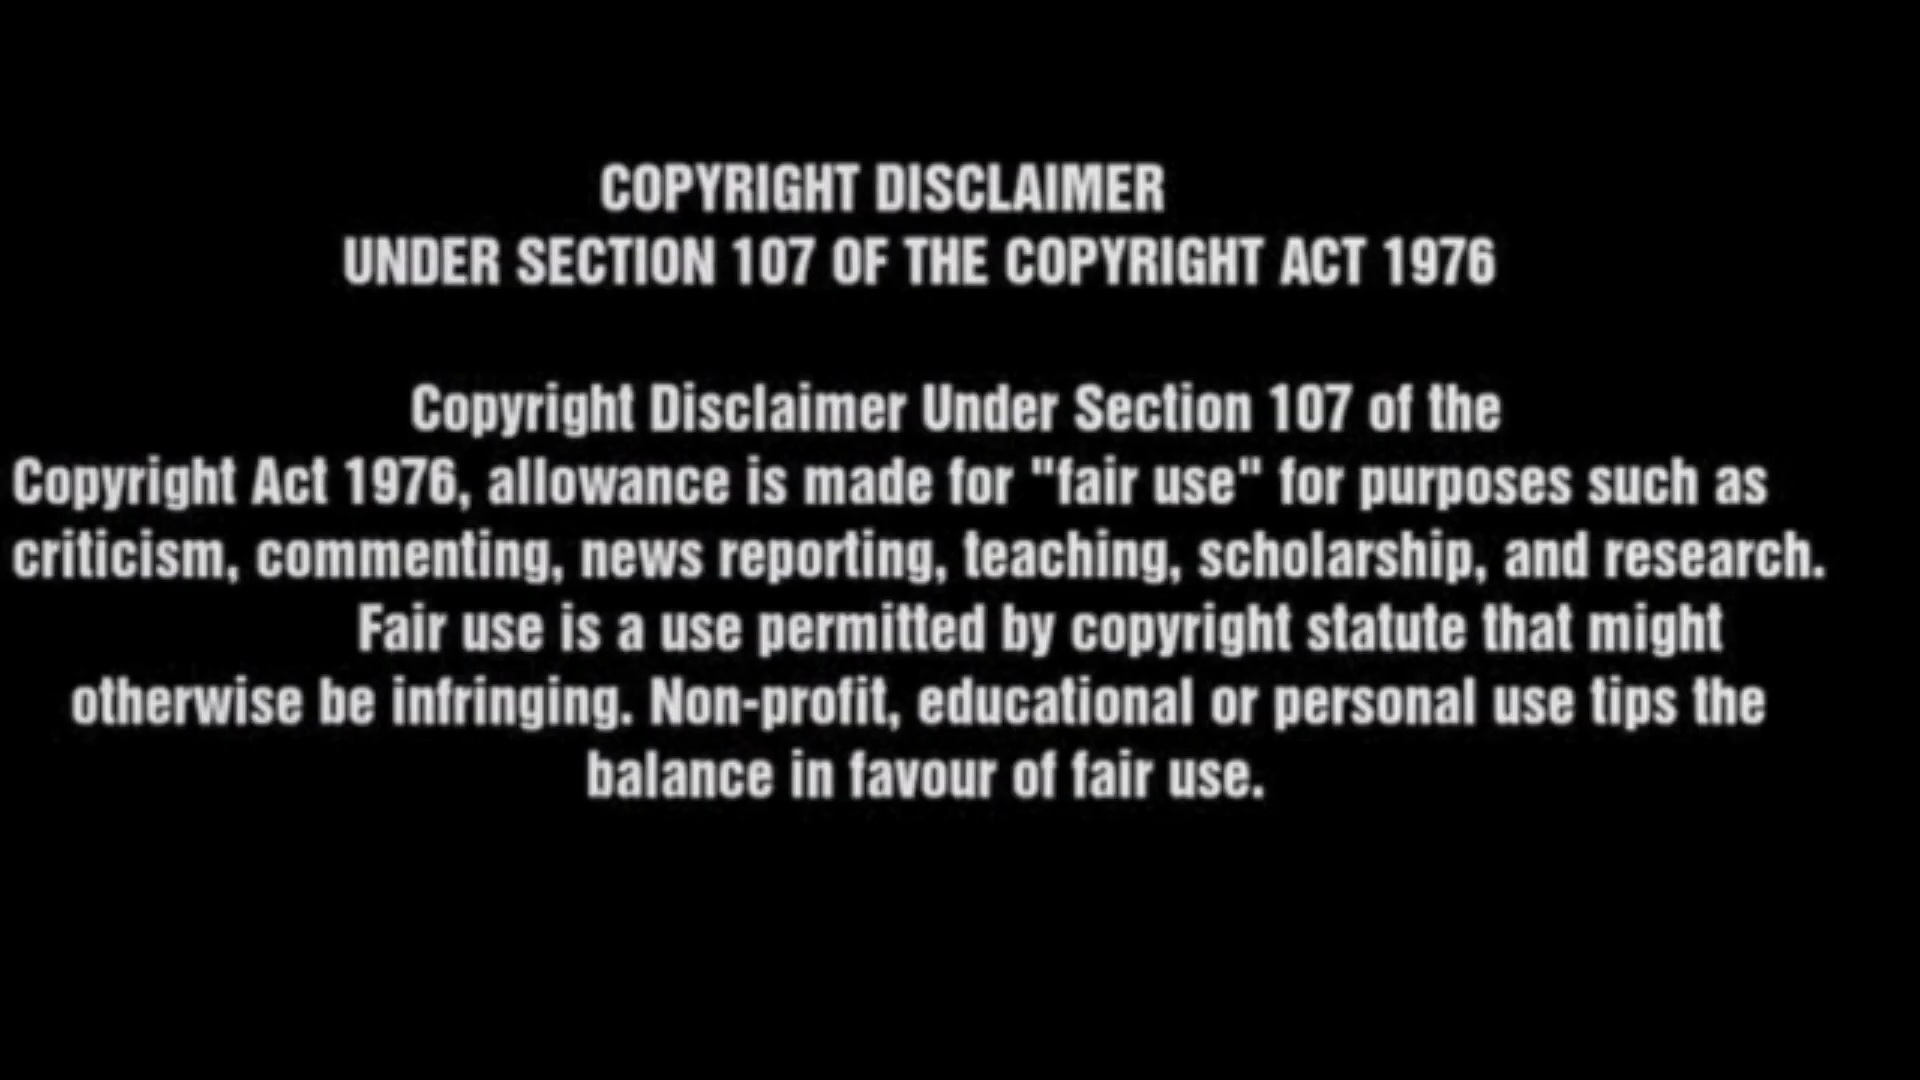 COPYRIGHT DISCLAIMER
UNDER SECTION 107 OF THE COPYRIGHT ACT 1976
Copyright Disclaimer Under Section 107 of the
Copyright Act 1976, allowance is made for "fair use" for purposes such as
criticism, commenting, news reporting, teaching, scholarship, and research.
Fair use is a use permitted by copyright statute that might
otherwise be infringing. Non-profit, educational or personal use tips the
balance in favour of fair use.